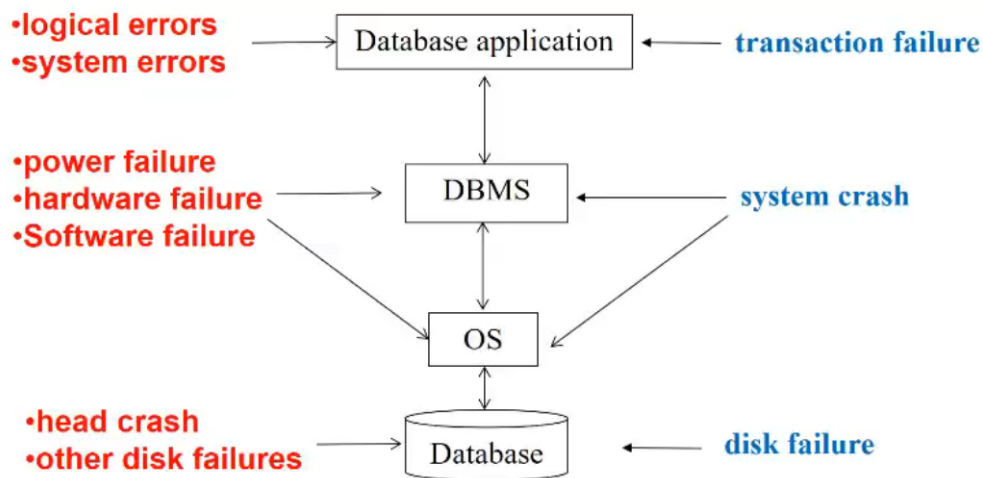 •logical errors
•system errors
Database application
transaction failure
•power failure
•hardware failure
•Software failure
DBMS
system crash
OS
•head crash
•other disk failures
Database
disk failure